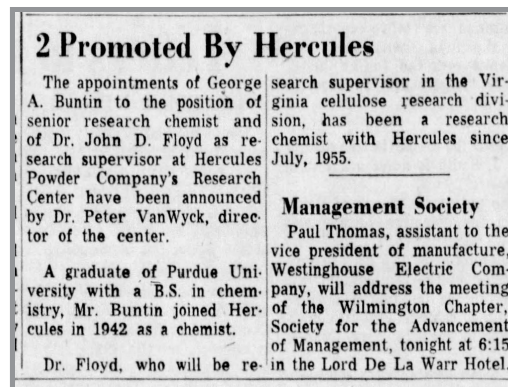 2 Promoted By Hercules
The appointments of George
A. Buntin to the position of
senior research chemist and
of Dr. John D. Floyd as re-
search supervisor at Hercules
Powder Company's Research
Center have been announced
by Dr. Peter VanWyck, direc-
tor of the center.
A graduate of Purdue Uni-
versity with a B.S. in chem-
istry, Mr. Buntin joined Her-
cules in 1942 as a chemist.
Dr. Floyd, who will be re-
search supervisor in the Vir-
ginia cellulose research divi-
sion, has been a research
chemist with Hercules since
July, 1955.
Management Society
Paul Thomas, assistant to the
vice president of manufacture,
Westinghouse Electric Com-
pany, will address the meeting
of the Wilmington Chapter,
Society for the Advancement
of Management, tonight at 6:15
in the Lord De La Warr Hotel.